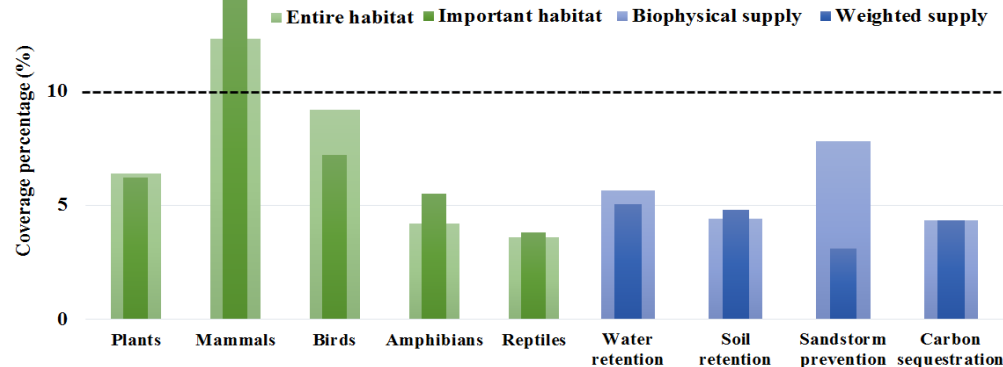 Entire habitat Important habitat Biophysical supply Weighted supply
Coverage percentage (%)
10
5
0
Plants Mammals Birds Amphibians Reptiles Water retention Soil retention Sandstorm prevention Carbon sequestration